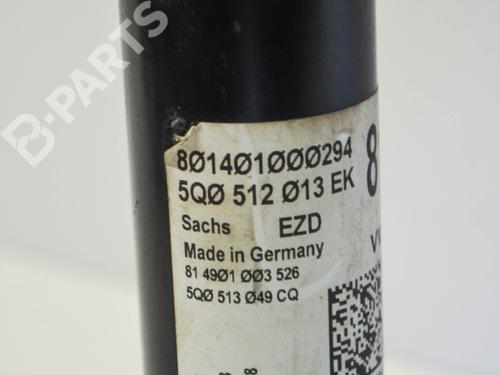 B-PARTS
8Ø14Ø1ØØØ294
5QØ 512 Ø13 EK
8
Sachs EZD
Made in Germany
81 49Ø1 ØØ3 526
5QØ 513 Ø49 CQ